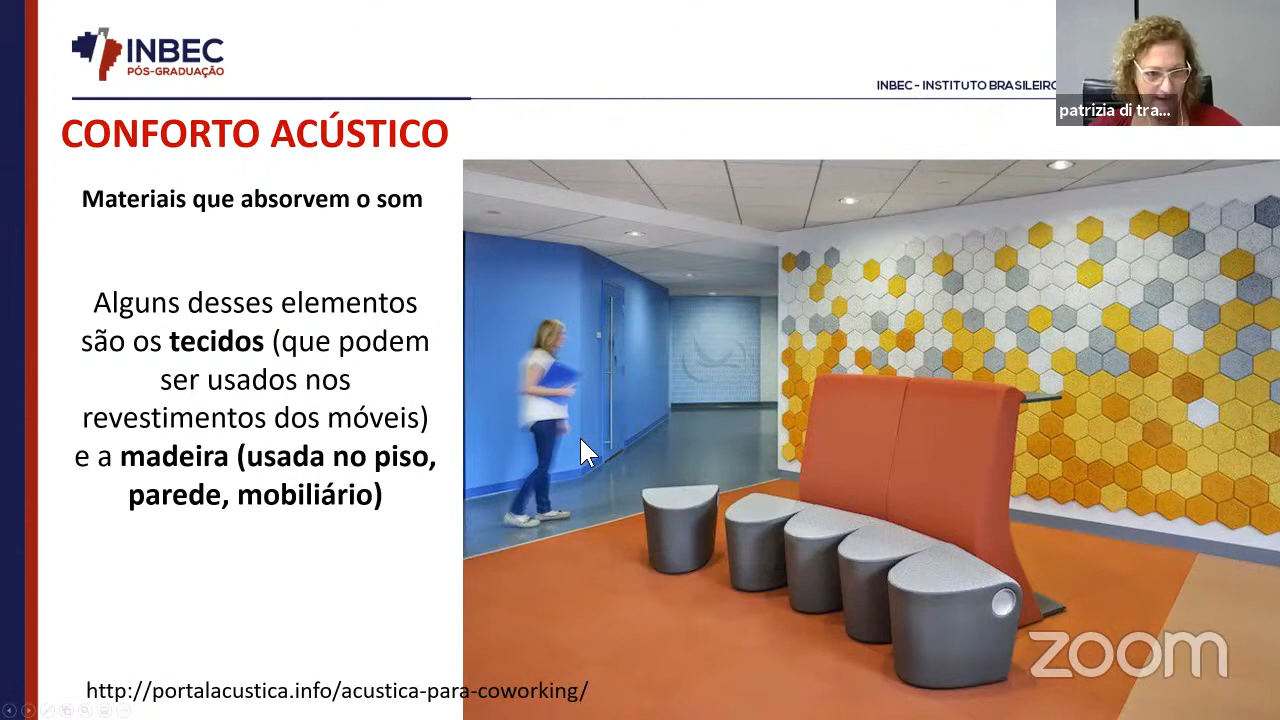 INBEC
PÓS-GRADUAÇÃO
INBEC - INSTITUTO BRASILEIRO
patrizia di tra...
CONFORTO ACÚSTICO
Materiais que absorvem o som
Alguns desses elementos
são os tecidos (que podem
ser usados nos
revestimentos dos móveis)
e a madeira (usada no piso,
parede, mobiliário)
zoom
http://portalacustica.info/acustica-para-coworking/